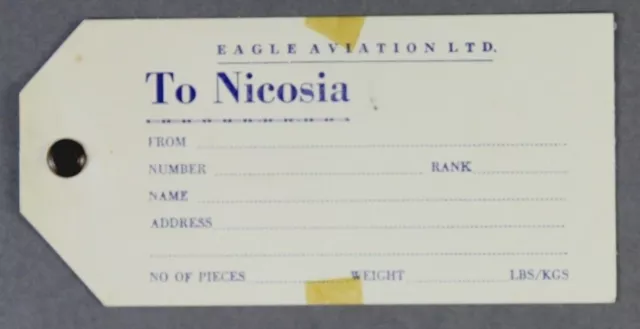 EAGLE AVIATION LTD.
To Nicosia
FROM
NUMBER RANK
NAME
ADDRESS
NO OF PIECES WEIGHT LBS/KGS